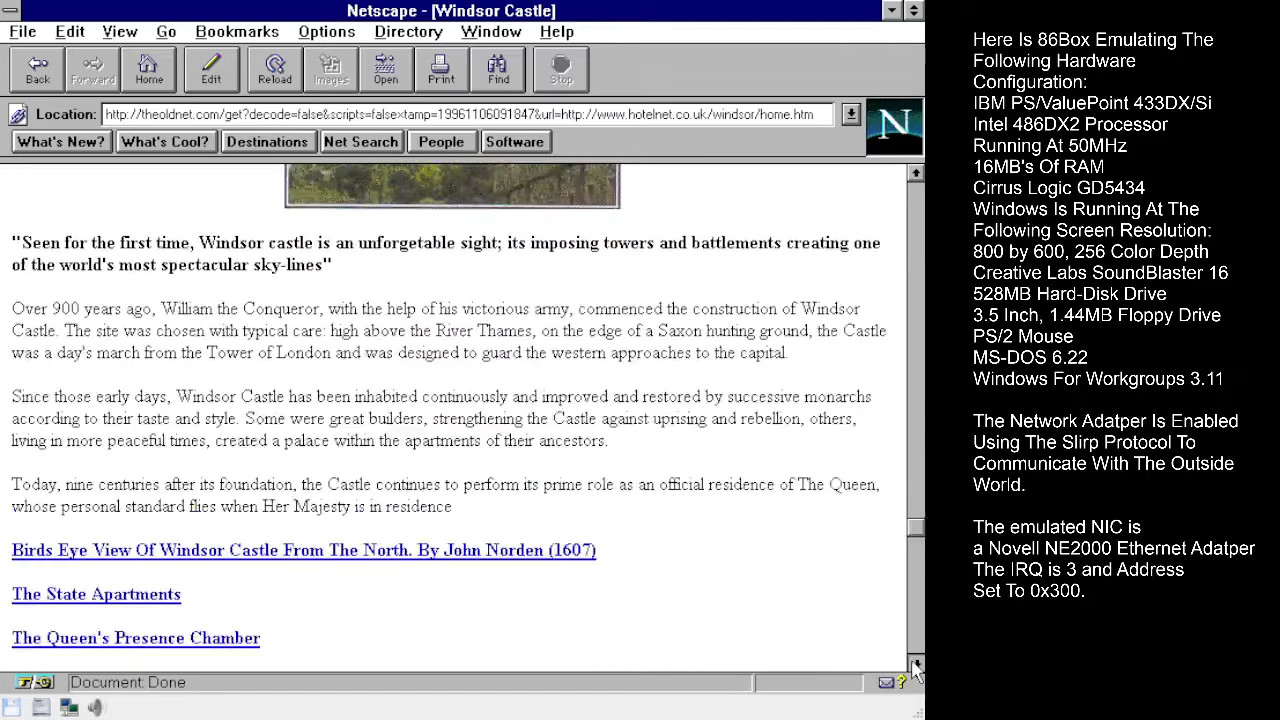 Netscape - [Windsor Castle]
File Edit View Go Bookmarks Options Directory Window Help
Back Forward Home Edit Reload Images Open Print Find Stop
Location: http://theoldnet.com/get?decode=false&scripts=false×tamp=19961106091847&url=http://www.hotelnet.co.uk/windsor/home.htm
N
What's New? What's Cool? Destinations Net Search People Software
"Seen for the first time, Windsor castle is an unforgetable sight; its imposing towers and battlements creating one
of the world's most spectacular sky-lines"
Over 900 years ago, William the Conqueror, with the help of his victorious army, commenced the construction of Windsor
Castle. The site was chosen with typical care: high above the River Thames, on the edge of a Saxon hunting ground, the Castle
was a day's march from the Tower of London and was designed to guard the western approaches to the capital.
Since those early days, Windsor Castle has been inhabited continuously and improved and restored by successive monarchs
according to their taste and style. Some were great builders, strengthening the Castle against uprising and rebellion, others,
living in more peaceful times, created a palace within the apartments of their ancestors.
Today, nine centuries after its foundation, the Castle continues to perform its prime role as an official residence of The Queen,
whose personal standard flies when Her Majesty is in residence
Birds Eye View Of Windsor Castle From The North. By John Norden (1607)
The State Apartments
The Queen's Presence Chamber
Document: Done
Here Is 86Box Emulating The
Following Hardware
Configuration:
IBM PS/ValuePoint 433DX/Si
Intel 486DX2 Processor
Running At 50MHz
16MB's Of RAM
Cirrus Logic GD5434
Windows Is Running At The
Following Screen Resolution:
800 by 600, 256 Color Depth
Creative Labs SoundBlaster 16
528MB Hard-Disk Drive
3.5 Inch, 1.44MB Floppy Drive
PS/2 Mouse
MS-DOS 6.22
Windows For Workgroups 3.11
The Network Adatper Is Enabled
Using The Slirp Protocol To
Communicate With The Outside
World.
The emulated NIC is
a Novell NE2000 Ethernet Adatper
The IRQ is 3 and Address
Set To 0x300.